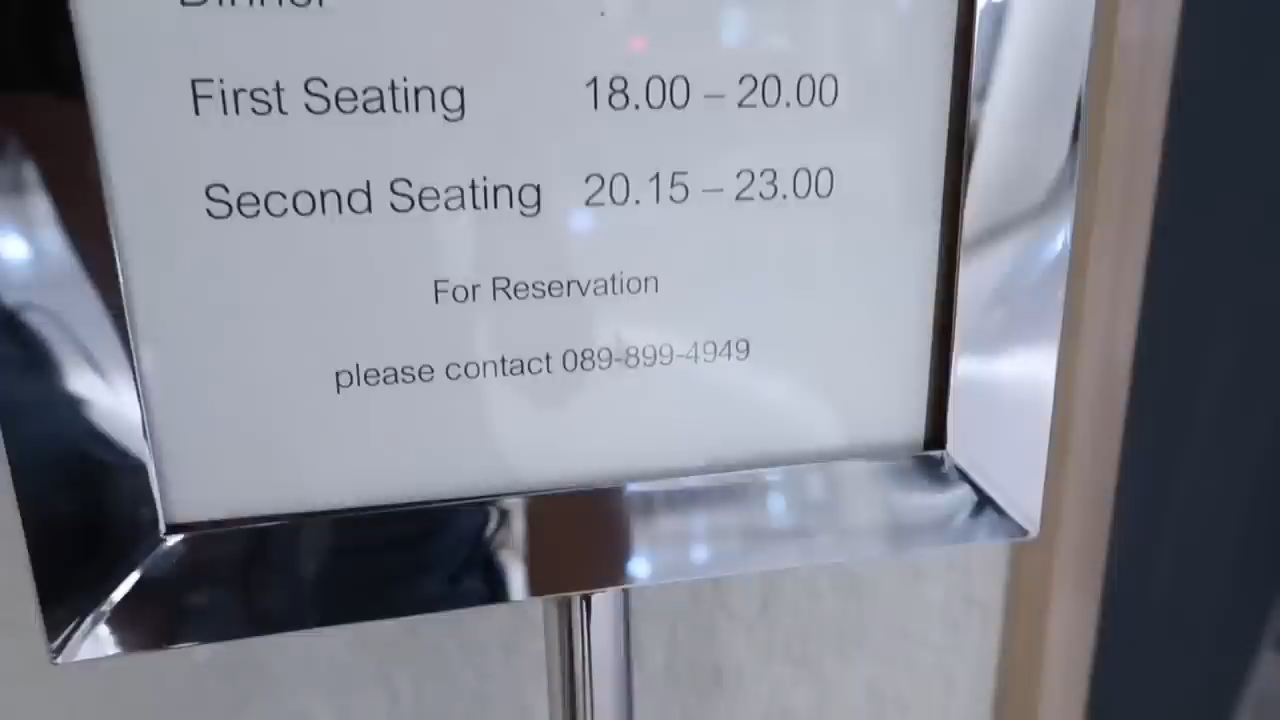 Dinner
First Seating 18.00 – 20.00
Second Seating 20.15 – 23.00
For Reservation
please contact 089-899-4949